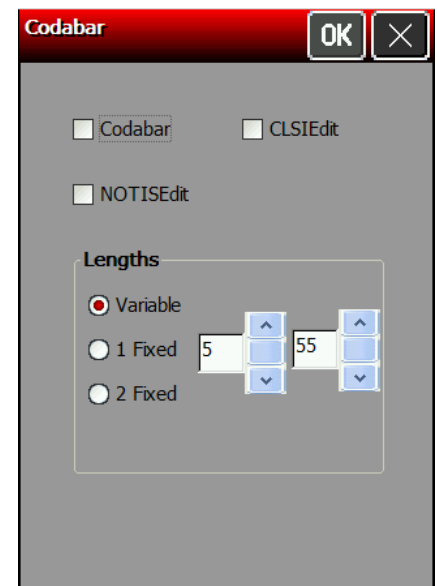 Codabar OK
Codabar CLSIEdit
NOTISEdit
Lengths
Variable
1 Fixed 5 55
2 Fixed